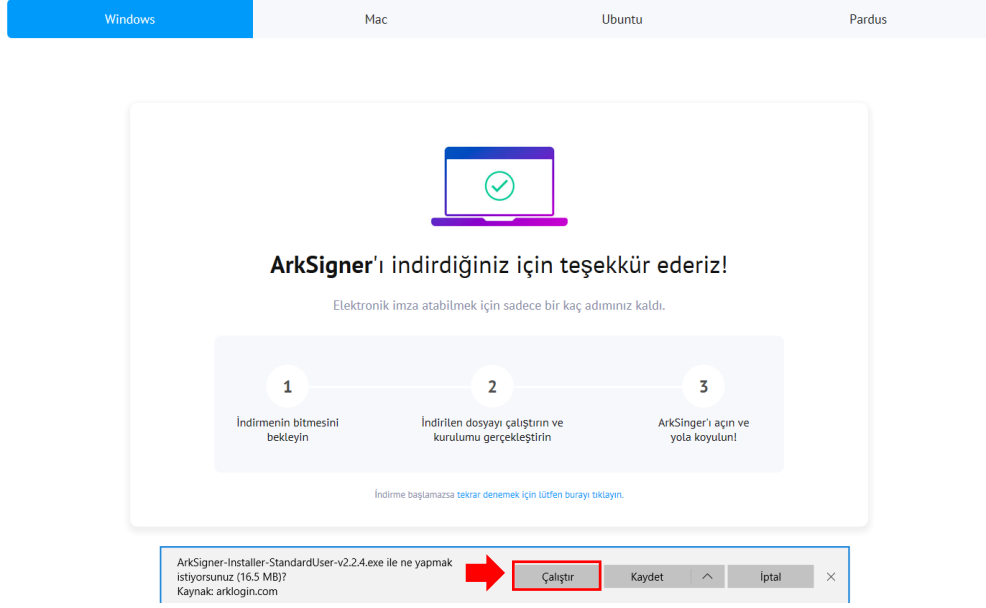 Windows Mac Ubuntu Pardus
ArkSigner'ı indirdiğiniz için teşekkür ederiz!
Elektronik imza atabilmek için sadece bir kaç adımınız kaldı.
1
İndirmenin bitmesini
bekleyin
2
İndirilen dosyayı çalıştırın ve
kurulumu gerçekleştirin
3
ArkSinger'ı açın ve
yola koyulun!
İndirme başlamazsa tekrar denemek için lütfen burayı tıklayın.
ArkSigner-Installer-StandardUser-v2.2.4.exe ile ne yapmak
istiyorsunuz (16.5 MB)?
Kaynak: arklogin.com
Çalıştır Kaydet İptal